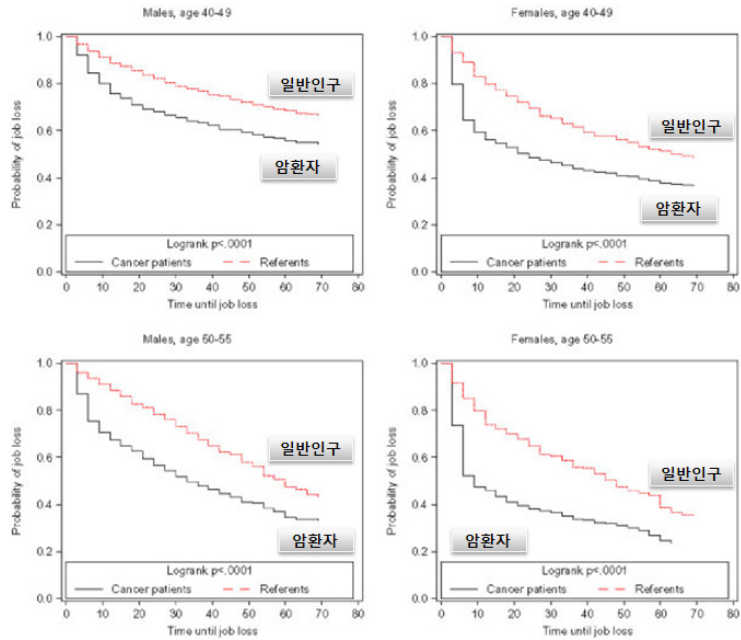 Males, age 40-49
1.0
0.8
0.6
0.4
0.2
0.0
Probability of job loss
일반인구
암환자
Logrank p<.0001
Cancer patients
Referents
0 10 20 30 40 50 60 70 80
Time until job loss
Females, age 40-49
1.0
0.8
0.6
0.4
0.2
0.0
Probability of job loss
일반인구
암환자
Logrank p<.0001
Cancer patients
Referents
0 10 20 30 40 50 60 70 80
Time until job loss
Males, age 50-55
1.0
0.8
0.6
0.4
0.2
0.0
Probability of job loss
일반인구
암환자
Logrank p<.0001
Cancer patients
Referents
0 10 20 30 40 50 60 70 80
Time until job loss
Females, age 50-55
1.0
0.8
0.6
0.4
0.2
0.0
Probability of job loss
일반인구
암환자
Logrank p<.0001
Cancer patients
Referents
0 10 20 30 40 50 60 70 80
Time until job loss